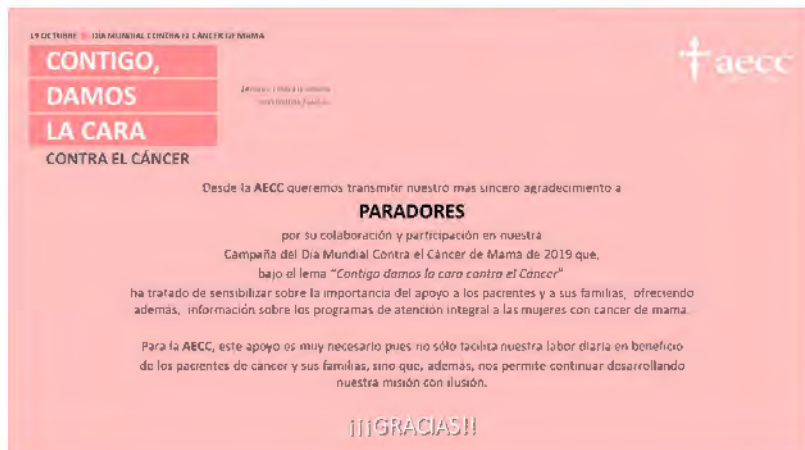 19 OCTUBRE DÍA MUNDIAL CONTRA EL CÁNCER DE MAMA
CONTIGO,
DAMOS
LA CARA
CONTRA EL CÁNCER
aecc
Desde la AECC queremos transmitir nuestro mas sincero agradecimiento a
PARADORES
por su colaboración y participación en nuestra
Campaña del Día Mundial Contra el Cáncer de Mama de 2019 que,
bajo el lema "Contigo damos la cara contra el Cáncer"
ha tratado de sensibilizar sobre la importancia del apoyo a los pacientes y a sus familias, ofreciendo
además, información sobre los programas de atención integral a las mujeres con cancer de mama.
Para la AECC, este apoyo es muy necesario pues no sólo facilita nuestra labor diaria en beneficio
de los pacientes de cáncer y sus familias, sino que, además, nos permite continuar desarrollando
nuestra misión con ilusión.
¡¡¡GRACIAS!!